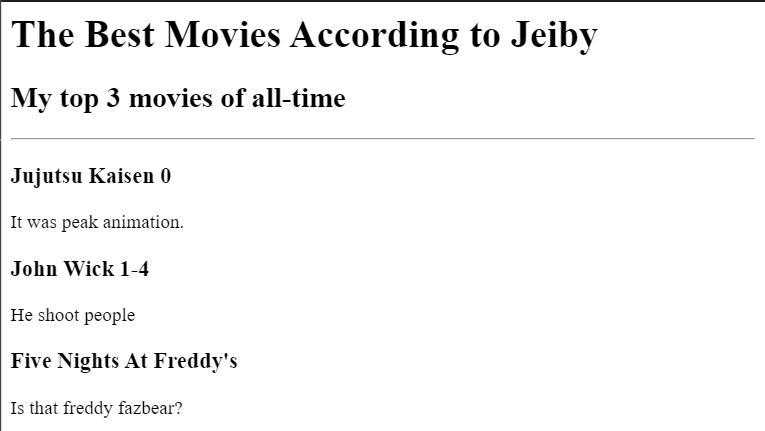 The Best Movies According to Jeiby
My top 3 movies of all-time
Jujutsu Kaisen 0
It was peak animation.
John Wick 1-4
He shoot people
Five Nights At Freddy's
Is that freddy fazbear?